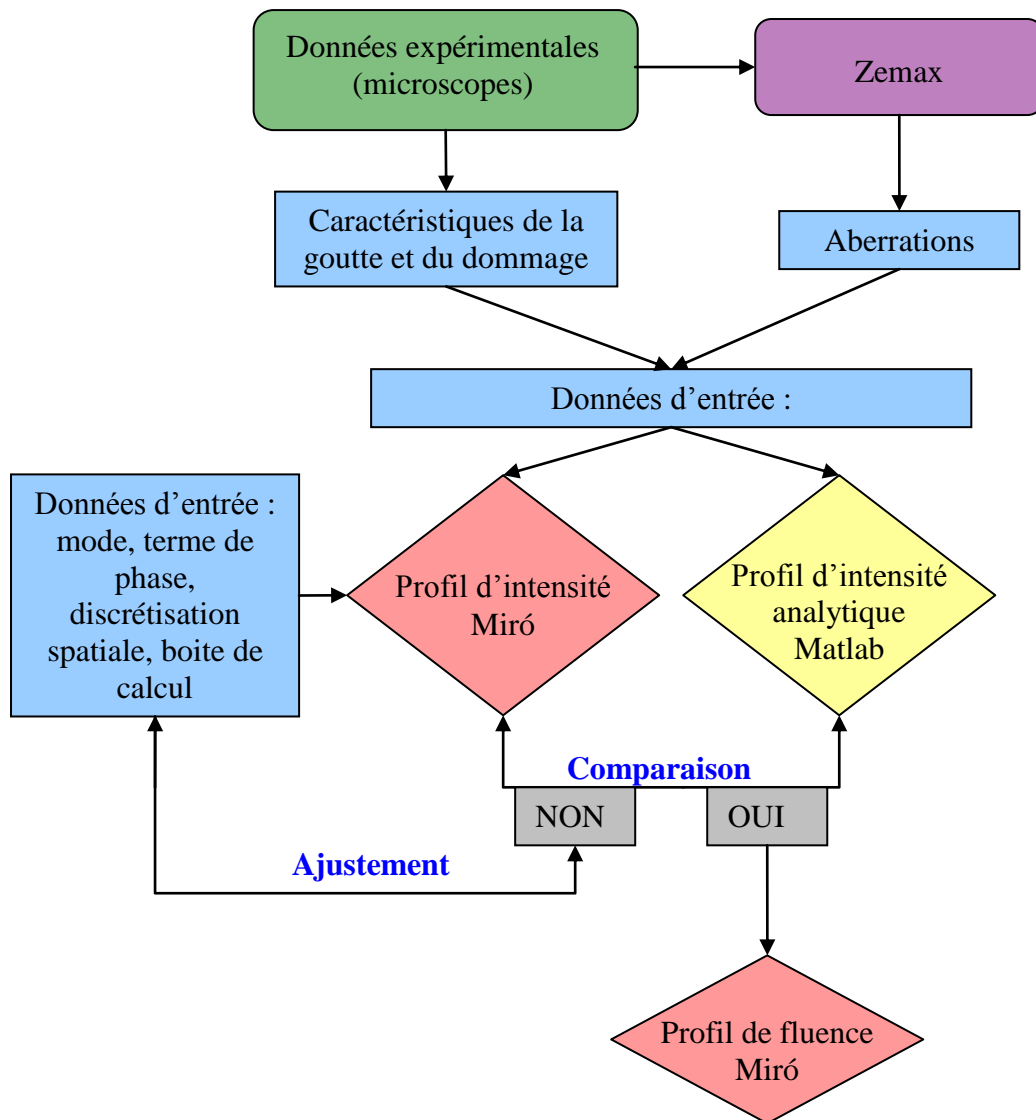 Données expérimentales
(microscopes)
Zemax
Caractéristiques de la
goutte et du dommage
Aberrations
Données d’entrée :
Données d’entrée :
mode, terme de
phase,
discrétisation
spatiale, boite de
calcul
Profil d’intensité
Miró
Profil d’intensité
analytique
Matlab
Comparaison
NON
OUI
Ajustement
Profil de fluence
Miró